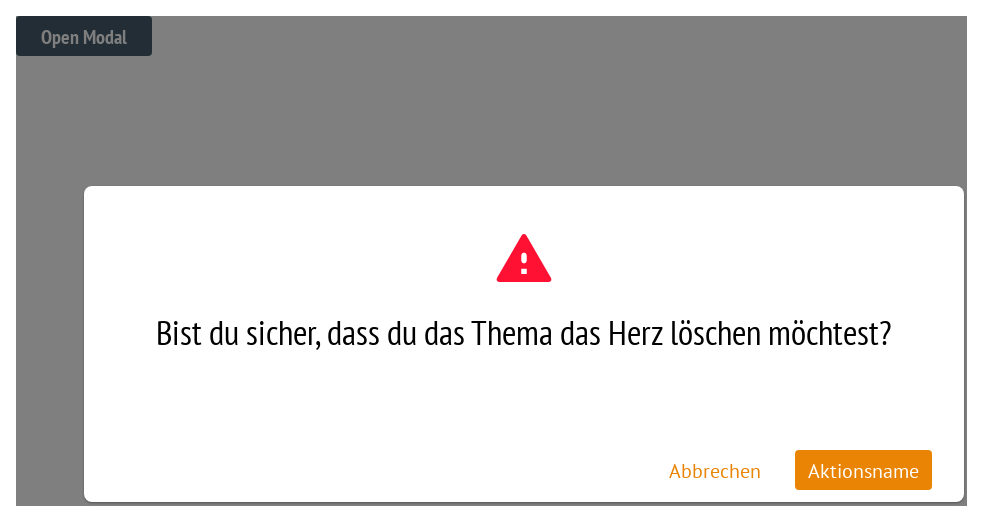 Open Modal
Bist du sicher, dass du das Thema das Herz löschen möchtest?
Abbrechen
Aktionsname